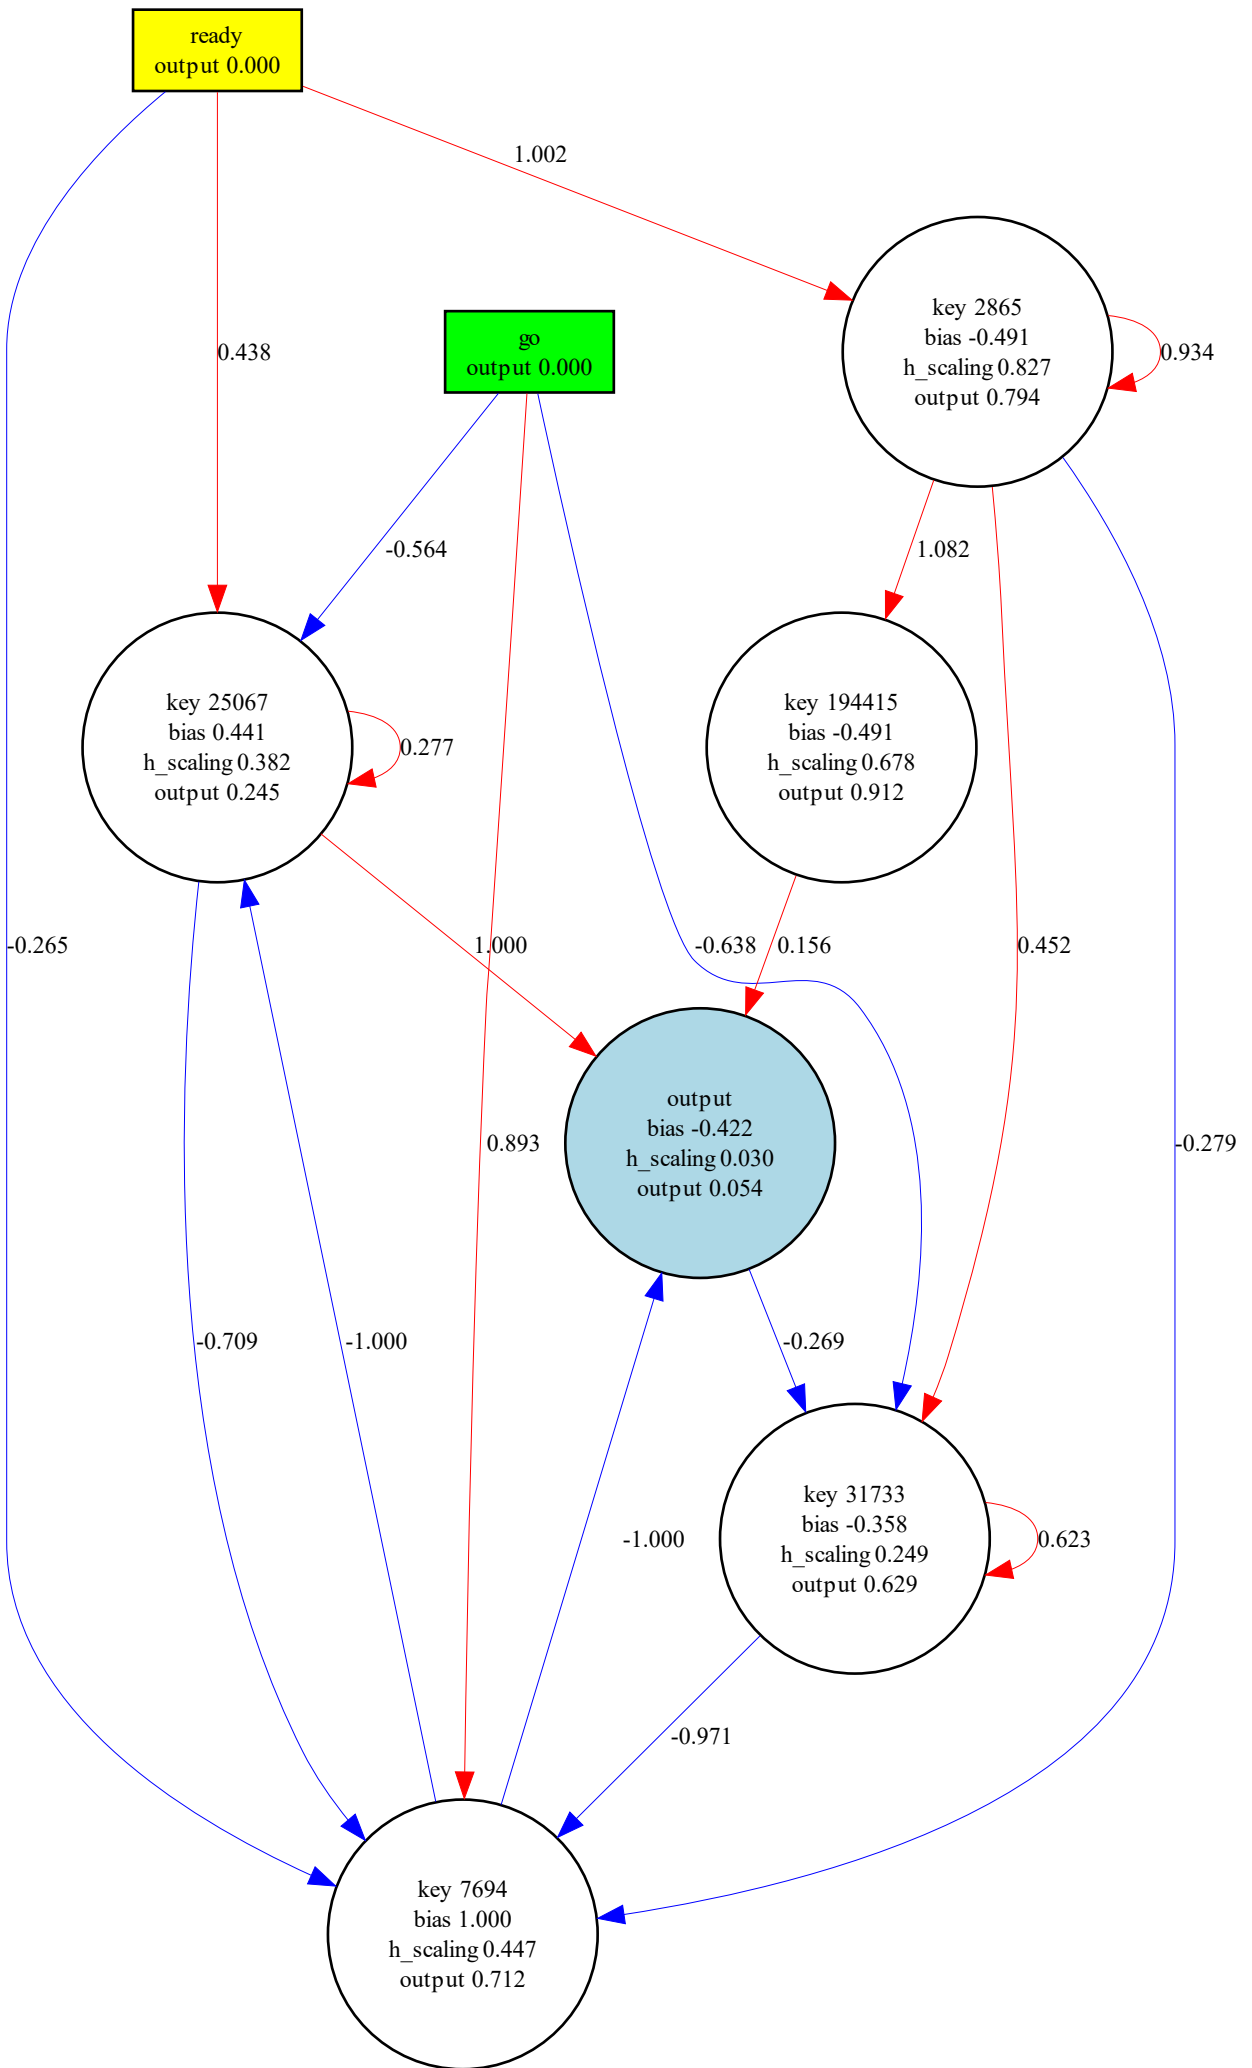 ready
output 0.000
1.002
key 2865
bias -0.491
h_scaling 0.827
output 0.794
0.934
go
output 0.000
0.438
-0.564
1.082
key 25067
bias 0.441
h_scaling 0.382
output 0.245
0.277
key 194415
bias -0.491
h_scaling 0.678
output 0.912
-0.265
1.000
-0.638
0.156
0.452
output
bias -0.422
h_scaling 0.030
output 0.054
0.893
-0.279
-0.709
-1.000
-0.269
key 31733
bias -0.358
h_scaling 0.249
output 0.629
-1.000
0.623
-0.971
key 7694
bias 1.000
h_scaling 0.447
output 0.712